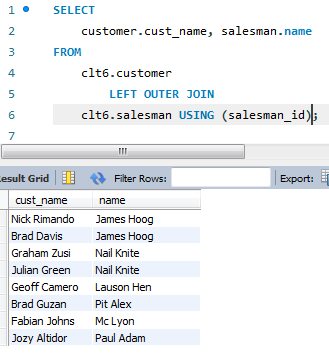 1 SELECT
2 customer.cust_name, salesman.name
3 FROM
4 clt6.customer
5 LEFT OUTER JOIN
6 clt6.salesman USING (salesman_id);
7
Result Grid Filter Rows: Export:
cust_name name
Nick Rimando James Hoog
Brad Davis James Hoog
Graham Zusi Nail Knite
Julian Green Nail Knite
Geoff Camero Lauson Hen
Brad Guzan Pit Alex
Fabian Johns Mc Lyon
Jozy Altidor Paul Adam